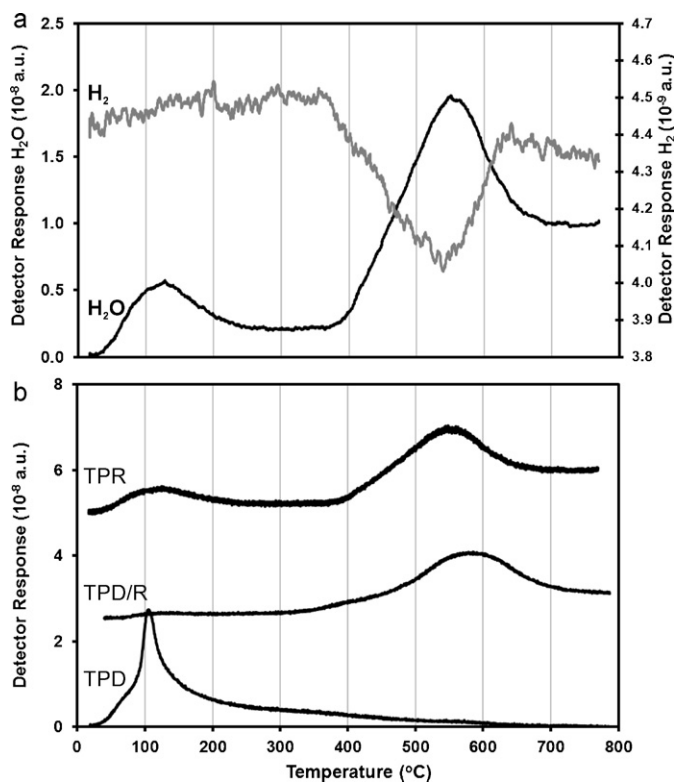 a
Detector Response H₂O (10⁻⁸ a.u.)
2.5
2.0
1.5
1.0
0.5
0.0
H₂
H₂O
4.7
4.6
4.5
4.4
4.3
4.2
4.1
4.0
3.9
3.8
Detector Response H₂ (10⁻⁹ a.u.)
b
Detector Response (10⁻⁸ a.u.)
8
6
4
2
0
TPR
TPD/R
TPD
0 100 200 300 400 500 600 700 800
Temperature (°C)